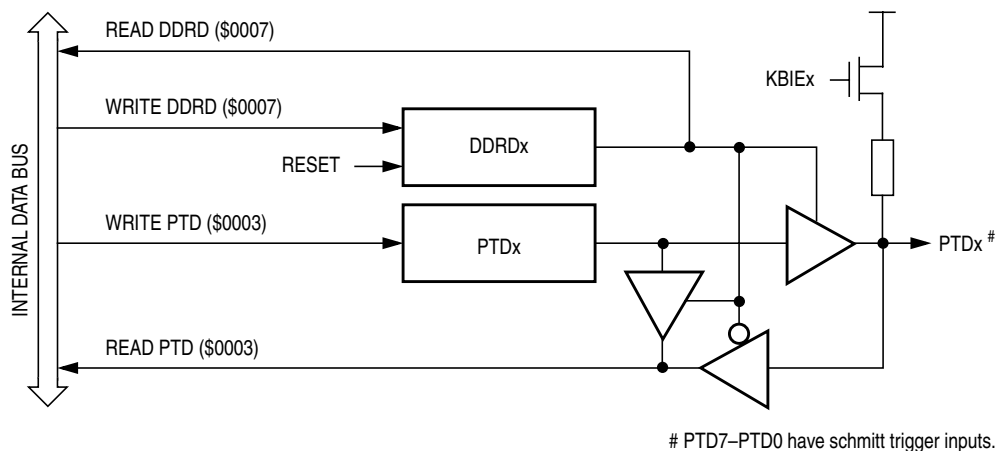 READ DDRD ($0007)
KBIEx
WRITE DDRD ($0007)
DDRDx
RESET
INTERNAL DATA BUS
WRITE PTD ($0003)
PTDx
PTDx #
READ PTD ($0003)
# PTD7–PTD0 have schmitt trigger inputs.